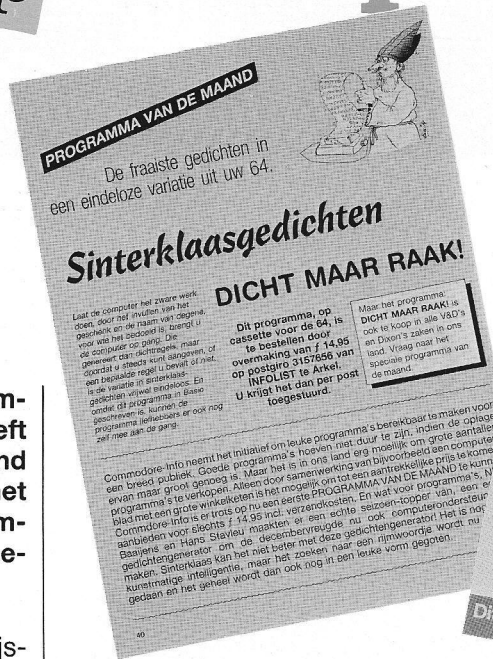 PROGRAMMA VAN DE MAAND
De fraaiste gedichten in
een eindeloze variatie uit uw 64.
Sinterklaasgedichten
DICHT MAAR RAAK!
Laat de computer het zware werk
doen, door het invullen van het
geschenk en de naam van degene,
voor wie het bedoeld is, brengt u
de computer op gang. Die
genereert dan dichtregels, maar
doordat u steeds kunt aangeven, of
een bepaalde regel u bevalt of niet,
is de variatie in sinterklaas-
gedichten vrijwel eindeloos. En
omdat dit programma in Basic
geschreven is, kunnen de
programma liefhebbers er ook nog
zelf mee aan de gang.
Dit programma, op
cassette voor de 64, is
te bestellen door
overmaking van ƒ 14,95
op postgiro 3157656 van
INFOLIST te Arkel.
U krijgt het dan per post
toegestuurd.
Maar het programma:
DICHT MAAR RAAK! is
ook te koop in alle V&D's
en Dixon's zaken in ons
land. Vraag naar het
speciale programma van
de maand.
Commodore-Info neemt het initiatief om leuke programma's bereikbaar te maken voor
een breed publiek. Goede programma's hoeven niet duur te zijn, indien de oplage
ervan maar groot genoeg is. Maar het is in ons land erg moeilijk om grote aantallen
programma's te verkopen. Alleen door samenwerking van bijvoorbeeld een computer
blad met een grote winkelketen is het mogelijk om tot een aantrekkelijke prijs te komen
Commodore-Info is er trots op nu een eerste PROGRAMMA VAN DE MAAND te kunn
aanbieden voor slechts ƒ 14,95 incl. verzendkosten. En wat voor programma's, N
Baaijens en Hans Stavleu maakten er een echte seizoen-topper van, een e
gedichtengenerator om de decembervreugde nu ook computerondersteu
maken. Sinterklaas kan het niet beter met deze gedichtengenerator! Het is nog
kunstmatige intelligentie, maar het zoeken naar een rijmwoordje wordt nu
gedaan en het geheel wordt dan ook nog in een leuke vorm gegoten.
40
m-
eft
nd
net
m-
e-
js-
Di